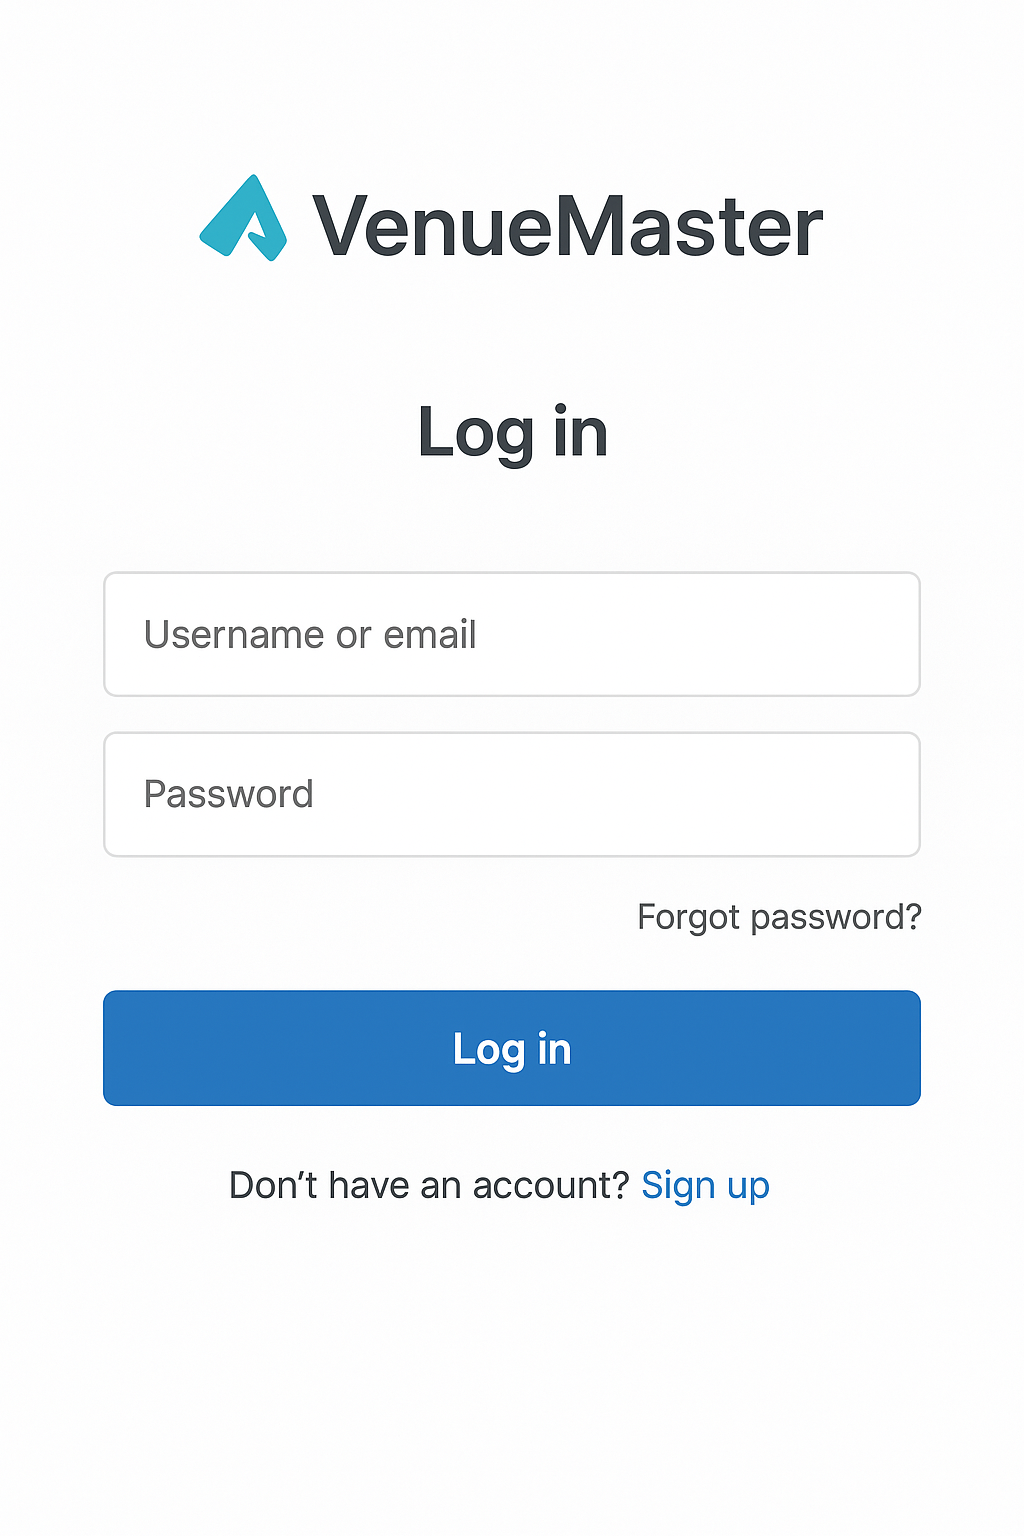 VenueMaster
Log in
Username or email
Password
Forgot password?
Log in
Don’t have an account? Sign up